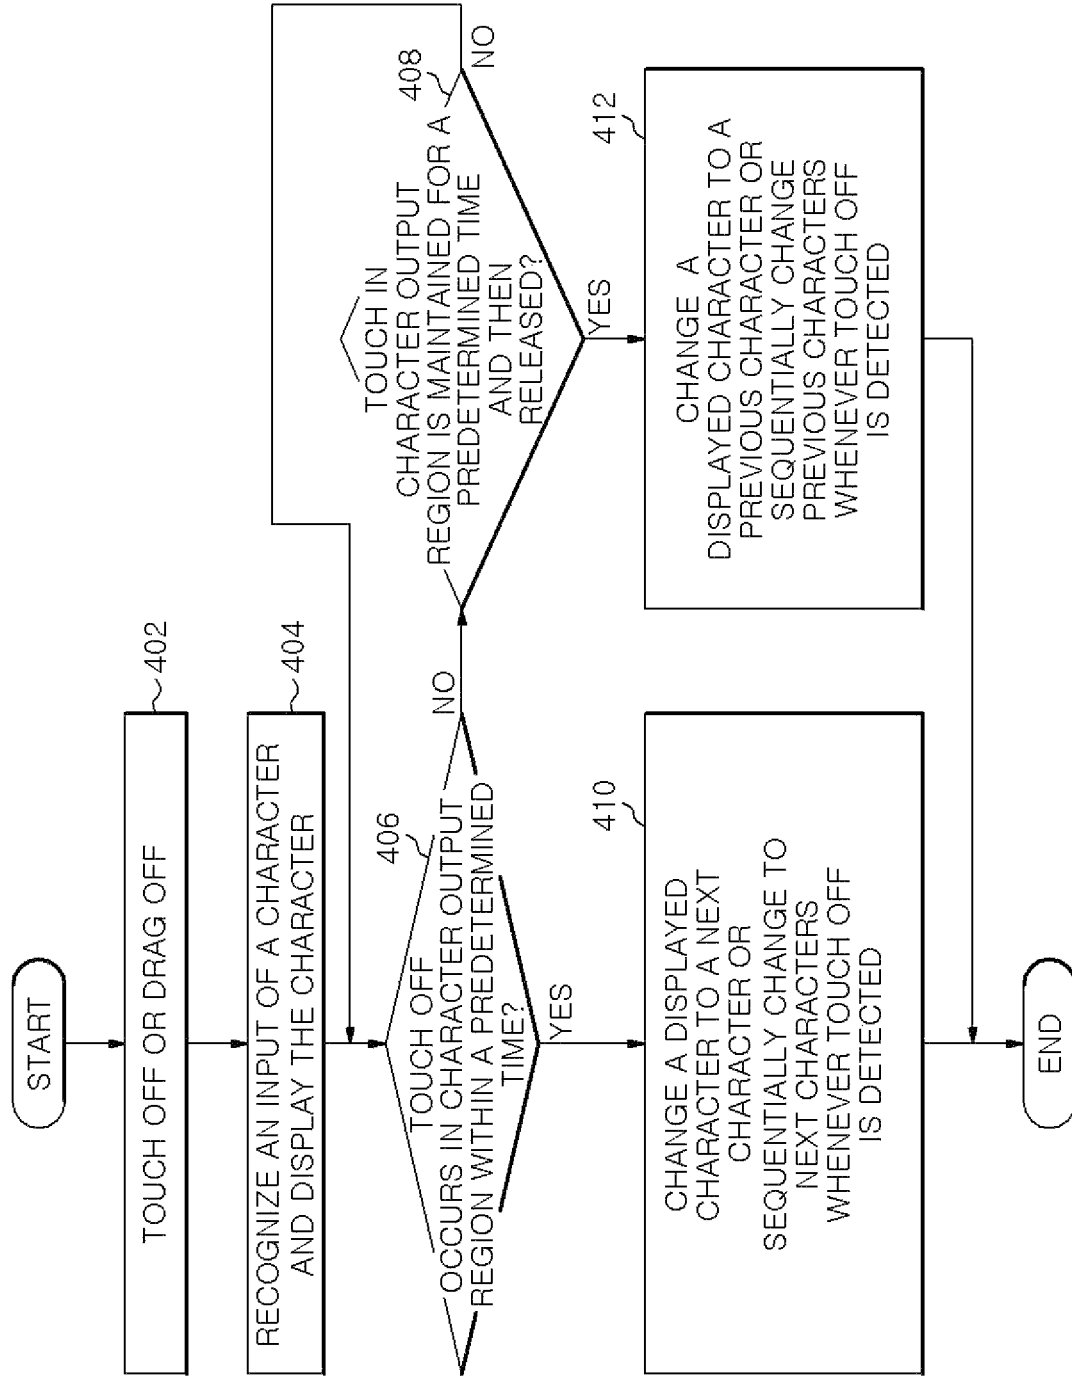 START
TOUCH OFF OR DRAG OFF
402
RECOGNIZE AN INPUT OF A CHARACTER
AND DISPLAY THE CHARACTER
404
TOUCH OFF
OCCURS IN CHARACTER OUTPUT
REGION WITHIN A PREDETERMINED
TIME?
406
NO
YES
TOUCH IN
CHARACTER OUTPUT
REGION IS MAINTAINED FOR A
PREDETERMINED TIME
AND THEN
RELEASED?
408
NO
YES
CHANGE A DISPLAYED
CHARACTER TO A NEXT
CHARACTER OR
SEQUENTIALLY CHANGE TO
NEXT CHARACTERS
WHENEVER TOUCH OFF
IS DETECTED
410
CHANGE A
DISPLAYED CHARACTER TO A
PREVIOUS CHARACTER OR
SEQUENTIALLY CHANGE
PREVIOUS CHARACTERS
WHENEVER TOUCH OFF
IS DETECTED
412
END